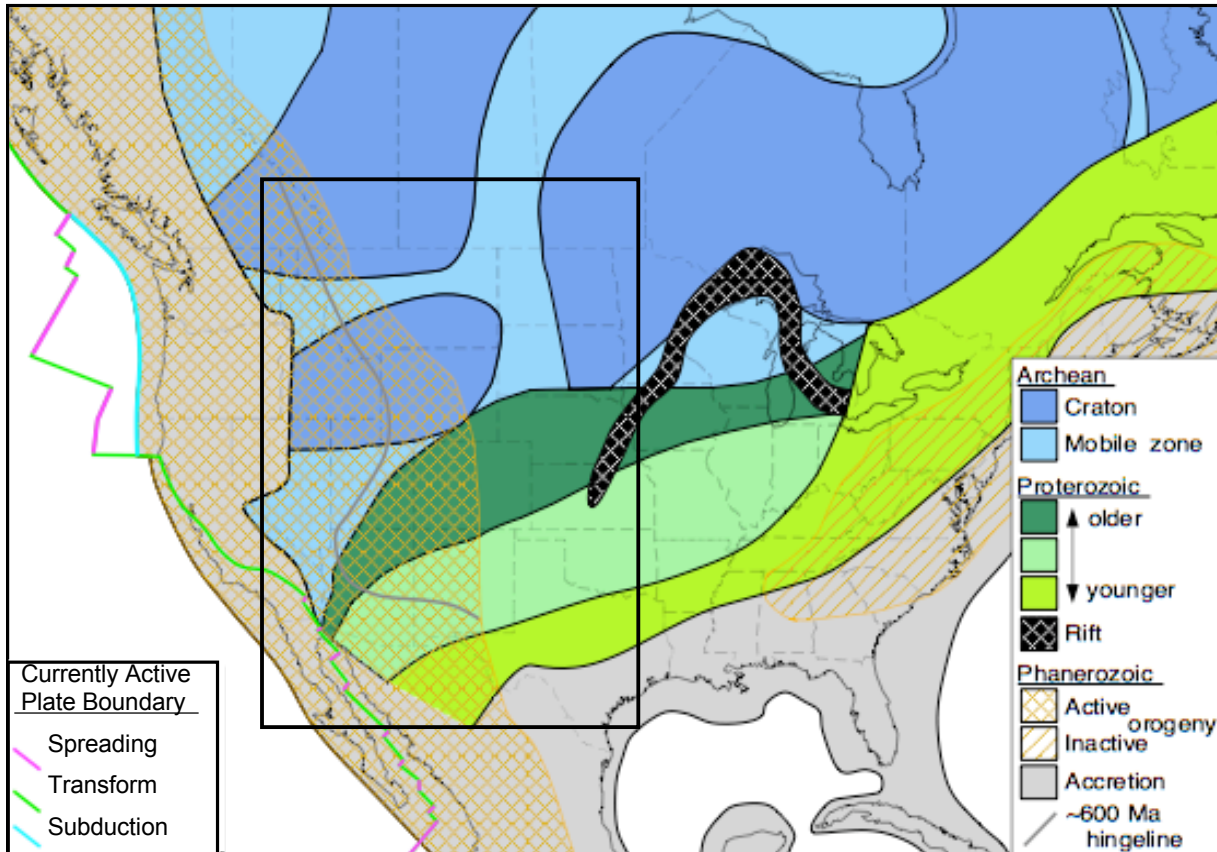 Archean
Craton
Mobile zone
Proterozoic
older
younger
Rift
Phanerozoic
Active
orogeny
Inactive
Accretion
~600 Ma
hingeline
Currently Active
Plate Boundary
Spreading
Transform
Subduction